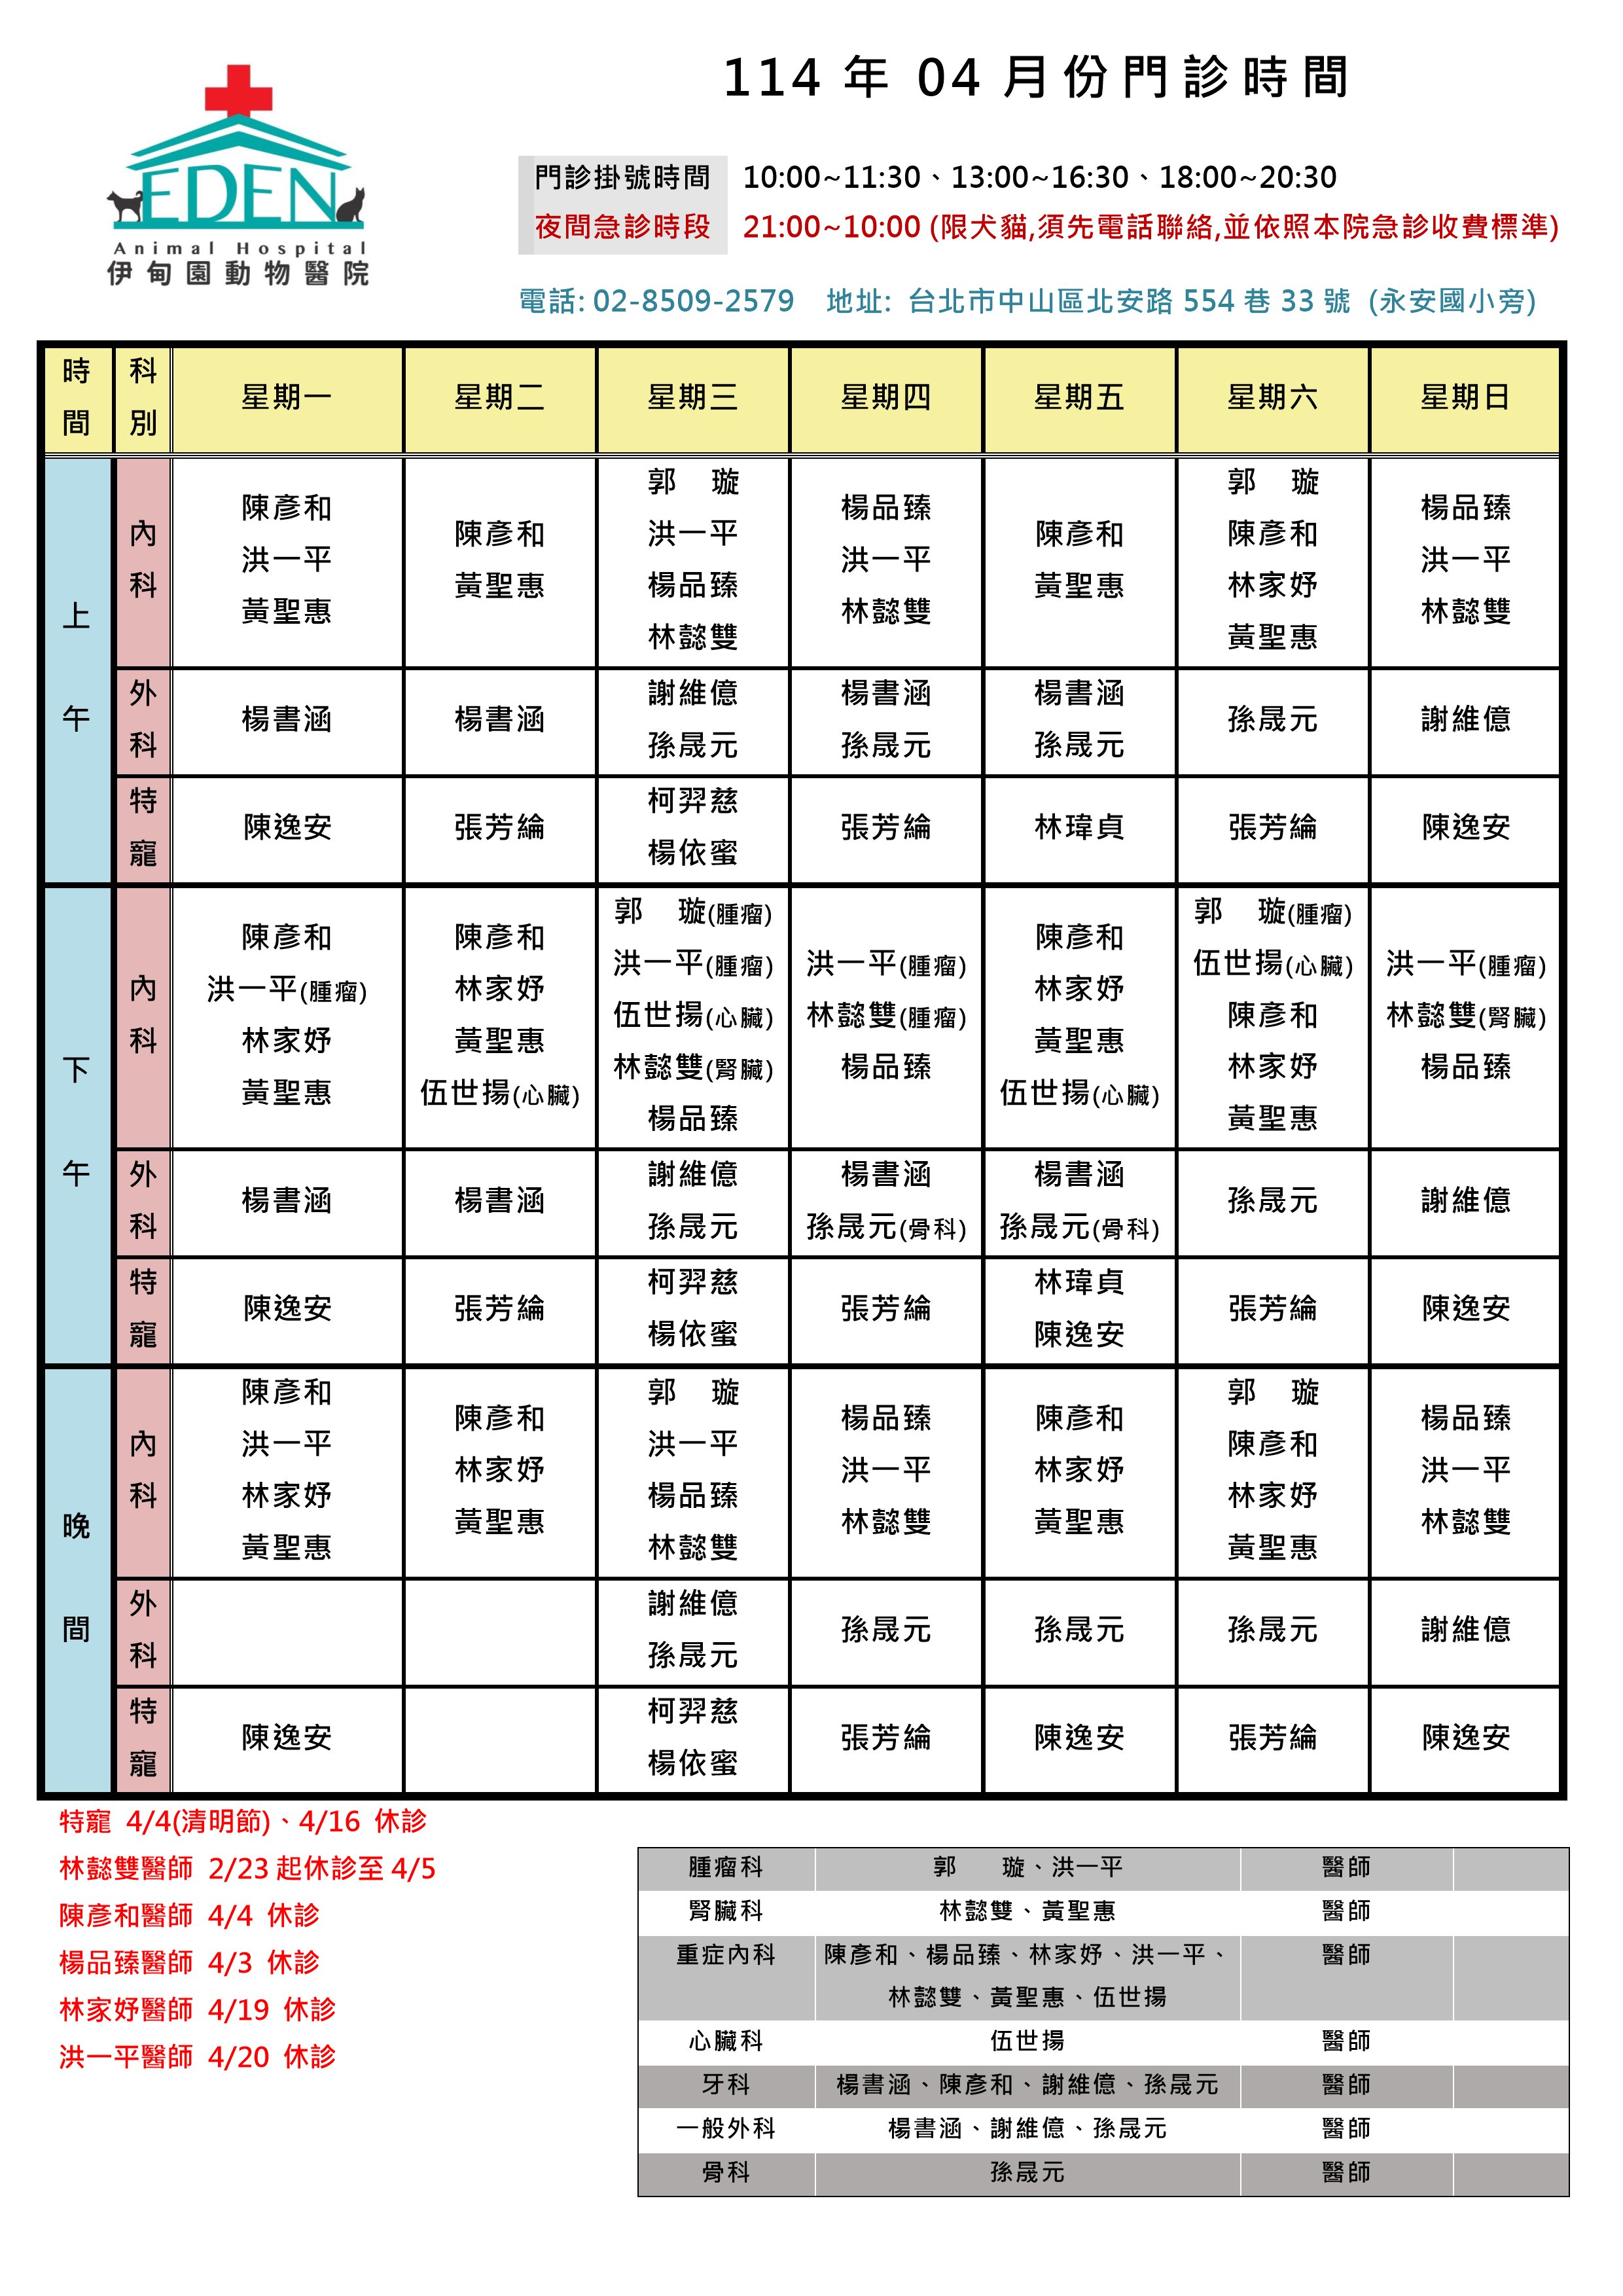 114 年 04 月份門診時間
EDEN
Animal Hospital
伊甸園動物醫院
門診掛號時間 10:00~11:30、13:00~16:30、18:00~20:30
夜間急診時段 21:00~10:00 (限犬貓,須先電話聯絡,並依照本院急診收費標準)
電話: 02-8509-2579 地址: 台北市中山區北安路 554 巷 33 號 (永安國小旁)
時間 科別 星期一 星期二 星期三 星期四 星期五 星期六 星期日
上午
內科
陳彥和
洪一平
黃聖惠
陳彥和
黃聖惠
郭 璇
洪一平
楊品臻
林懿雙
楊品臻
洪一平
林懿雙
陳彥和
黃聖惠
郭 璇
陳彥和
林家妤
黃聖惠
楊品臻
洪一平
林懿雙
外科
楊書涵
楊書涵
謝維億
孫晟元
楊書涵
孫晟元
楊書涵
孫晟元
孫晟元
謝維億
特寵
陳逸安
張芳綸
柯羿慈
楊依蜜
張芳綸
林瑋貞
張芳綸
陳逸安
下午
內科
陳彥和
洪一平(腫瘤)
林家妤
黃聖惠
陳彥和
林家妤
黃聖惠
伍世揚(心臟)
郭 璇(腫瘤)
洪一平(腫瘤)
伍世揚(心臟)
林懿雙(腎臟)
楊品臻
洪一平(腫瘤)
林懿雙(腫瘤)
楊品臻
陳彥和
林家妤
黃聖惠
伍世揚(心臟)
郭 璇(腫瘤)
伍世揚(心臟)
陳彥和
林家妤
黃聖惠
洪一平(腫瘤)
林懿雙(腎臟)
楊品臻
外科
楊書涵
楊書涵
謝維億
孫晟元
楊書涵
孫晟元(骨科)
楊書涵
孫晟元(骨科)
孫晟元
謝維億
特寵
陳逸安
張芳綸
柯羿慈
楊依蜜
張芳綸
林瑋貞
陳逸安
張芳綸
陳逸安
晚間
內科
陳彥和
洪一平
林家妤
黃聖惠
陳彥和
林家妤
黃聖惠
郭 璇
洪一平
楊品臻
林懿雙
楊品臻
洪一平
林懿雙
陳彥和
林家妤
黃聖惠
郭 璇
陳彥和
林家妤
黃聖惠
楊品臻
洪一平
林懿雙
外科
謝維億
孫晟元
孫晟元
孫晟元
孫晟元
謝維億
特寵
陳逸安
柯羿慈
楊依蜜
張芳綸
陳逸安
張芳綸
陳逸安
特寵 4/4(清明節)、4/16 休診
林懿雙醫師 2/23 起休診至 4/5
陳彥和醫師 4/4 休診
楊品臻醫師 4/3 休診
林家妤醫師 4/19 休診
洪一平醫師 4/20 休診
腫瘤科 郭 璇、洪一平 醫師
腎臟科 林懿雙、黃聖惠 醫師
重症內科 陳彥和、楊品臻、林家妤、洪一平、 醫師
林懿雙、黃聖惠、伍世揚
心臟科 伍世揚 醫師
牙科 楊書涵、陳彥和、謝維億、孫晟元 醫師
一般外科 楊書涵、謝維億、孫晟元 醫師
骨科 孫晟元 醫師